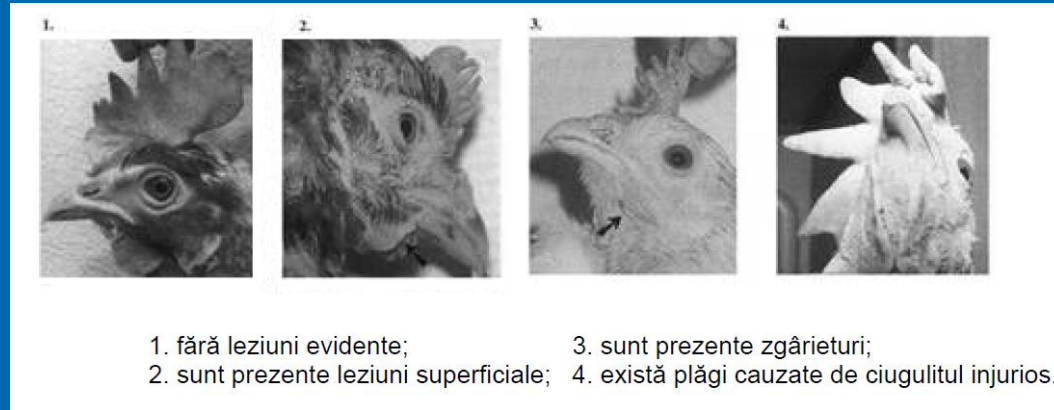 1. 2. 3. 4.
1. fără leziuni evidente; 3. sunt prezente zgârieturi;
2. sunt prezente leziuni superficiale; 4. există plăgi cauzate de ciugulitul injurios.